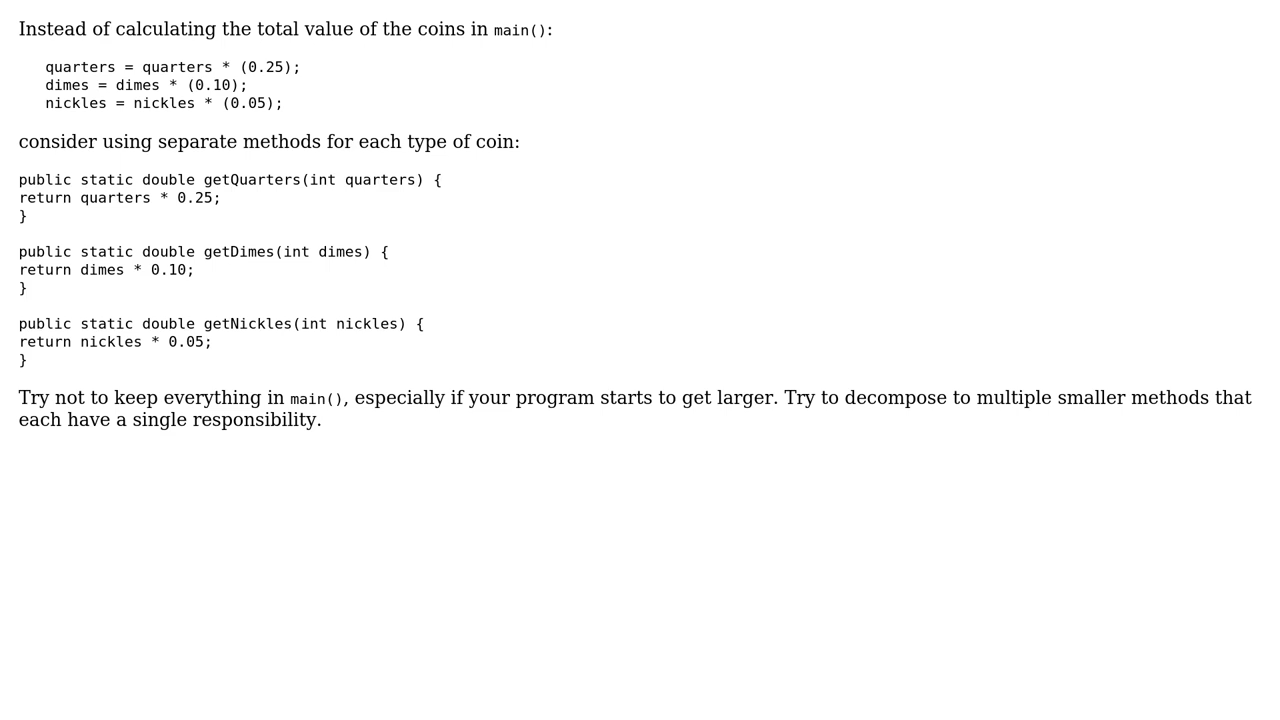 Instead of calculating the total value of the coins in main():
quarters = quarters * (0.25);
dimes = dimes * (0.10);
nickles = nickles * (0.05);
consider using separate methods for each type of coin:
public static double getQuarters(int quarters) {
return quarters * 0.25;
}
public static double getDimes(int dimes) {
return dimes * 0.10;
}
public static double getNickles(int nickles) {
return nickles * 0.05;
}
Try not to keep everything in main(), especially if your program starts to get larger. Try to decompose to multiple smaller methods that
each have a single responsibility.